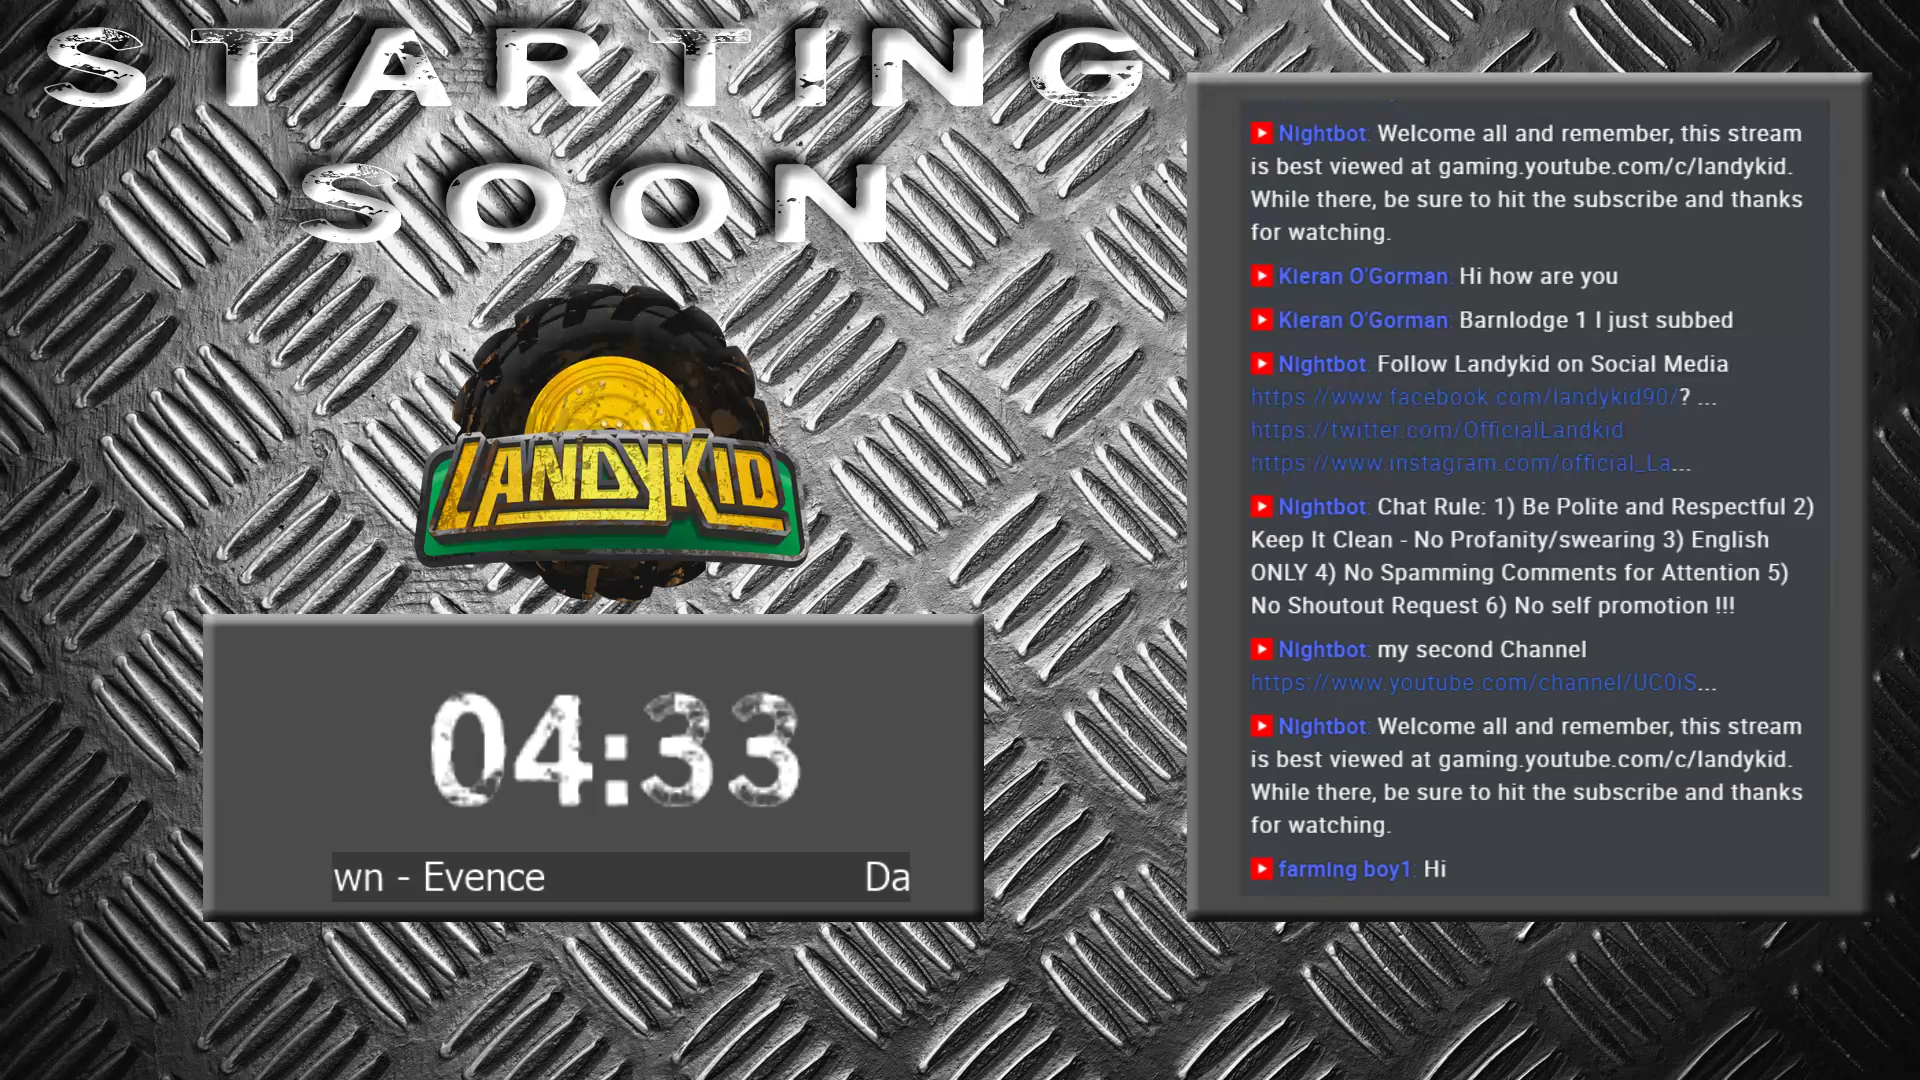 STARTING
SOON
LANDYKID
04:33
wn - Evence Da
Nightbot: Welcome all and remember, this stream
is best viewed at gaming.youtube.com/c/landykid.
While there, be sure to hit the subscribe and thanks
for watching.
Kieran O'Gorman: Hi how are you
Kieran O'Gorman: Barnlodge 1 I just subbed
Nightbot: Follow Landykid on Social Media
https://www.facebook.com/landykid90/? ...
https://twitter.com/OfficialLandkid
https://www.instagram.com/official_La...
Nightbot: Chat Rule: 1) Be Polite and Respectful 2)
Keep It Clean - No Profanity/swearing 3) English
ONLY 4) No Spamming Comments for Attention 5)
No Shoutout Request 6) No self promotion !!!
Nightbot: my second Channel
https://www.youtube.com/channel/UC0iS...
Nightbot: Welcome all and remember, this stream
is best viewed at gaming.youtube.com/c/landykid.
While there, be sure to hit the subscribe and thanks
for watching.
farming boy1: Hi